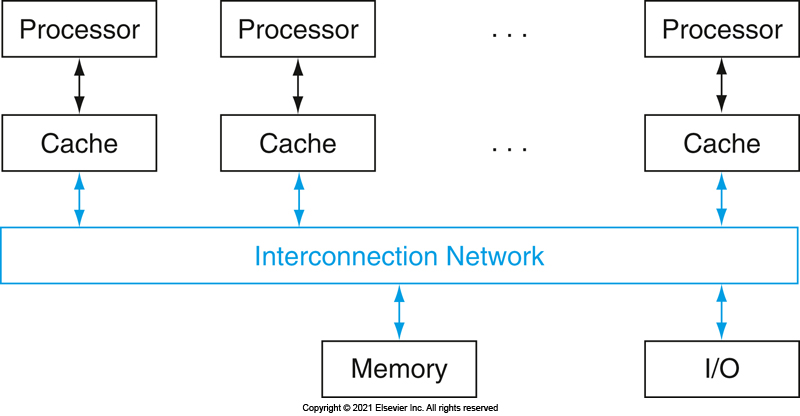 Processor Processor . . . Processor
Cache Cache . . . Cache
Interconnection Network
Memory I/O
Copyright © 2021 Elsevier Inc. All rights reserved